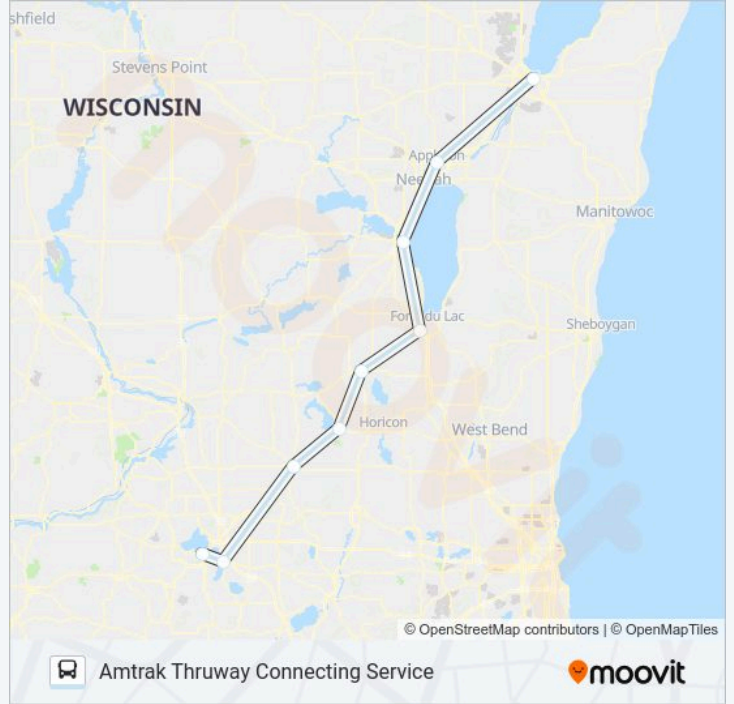 shfield
Stevens Point
WISCONSIN
Appleton
Neenah
Manitowoc
Fond du Lac
Sheboygan
Horicon
West Bend
moovit
© OpenStreetMap contributors | © OpenMapTiles
Amtrak Thruway Connecting Service
moovit